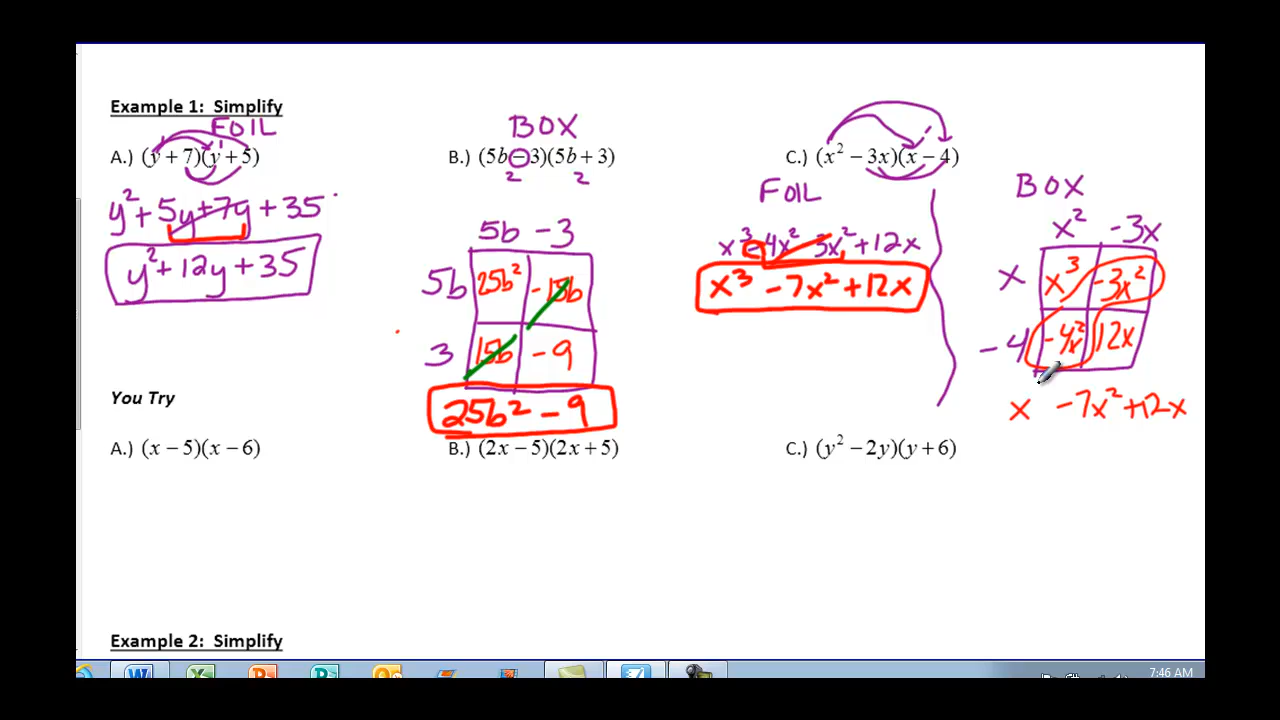 Example 1: Simplify
FOIL
A.) (y + 7)(y + 5)
y² + 5y + 7y + 35
y² + 12y + 35
BOX
B.) (5b − 3)(5b + 3)
2 2
5b − 3
5b 25b² − 15b
3 15b − 9
25b² − 9
C.) (x² − 3x)(x − 4)
FOIL
x³ − 4x² − 3x² + 12x
x³ − 7x² + 12x
BOX
x² − 3x
x x³ − 3x²
− 4 − 4x² 12x
x − 7x² + 12x
You Try
A.) (x − 5)(x − 6)
B.) (2x − 5)(2x + 5)
C.) (y² − 2y)(y + 6)
Example 2: Simplify
7:46 AM